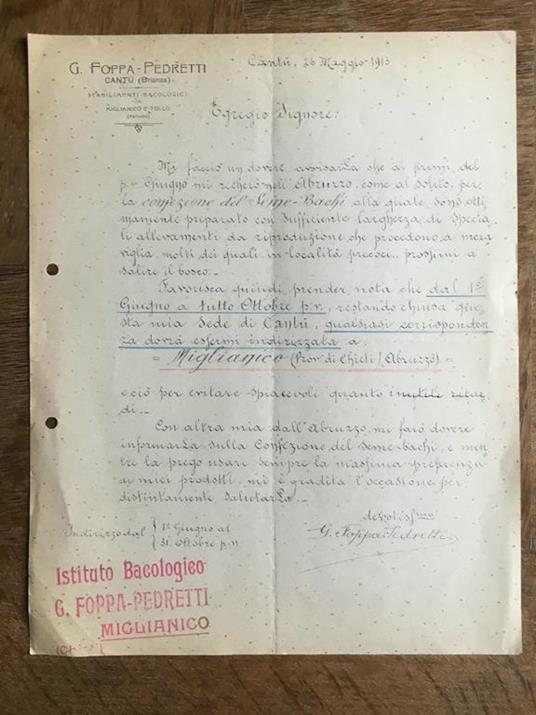 G. FOPPA-PEDRETTI
CANTÙ (Brianza)
STABILIMENTI BACOLOGICI
IN
MIGLIANICO E TOLLO
Cantù, 26 Maggio 1913
Egregio Signore:
Mi faccio un dovere avvisarLa che ai primi del
p.v. Giugno mi recherò nell'Abruzzo, come al solito, per
la confezione del Seme-Bachi alla quale sono otti
mamente preparato con sufficiente larghezza di specia
li allevamenti da riproduzione che procedono a mera
viglia, molti dei quali in località precoci, prossimi a
salire il bosco.
Favorisca quindi prender nota che dal 1º
Giugno a tutto Ottobre p.v., restando chiusa que
sta mia Sede di Cantù, qualsiasi corrisponden
za dovrà essermi indirizzata a:
= Miglianico (Prov. di Chieti/Abruzzo) =
e ciò per evitare spiacevoli quanto inutile ritar
di.
Con altra mia dall'Abruzzo, mi farò dovere
informarLa sulla Confezione del seme-bachi, e men
tre La prego usare sempre la massima preferenza
ai miei prodotti, mi è gradita l'occasione per
distintamente salutarLa
devotissmo
G. Foppa Pedretti
Indirizzo dal { 1º Giugno al
31. Ottobre p.v.
Istituto Bacologico
G. FOPPA-PEDRETTI
MIGLIANICO